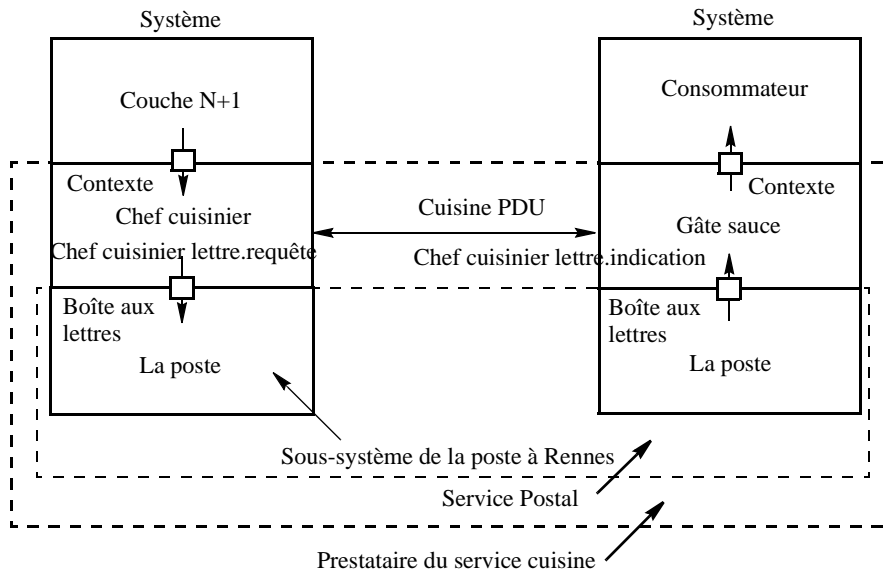 Système
Système
Couche N+1
Consommateur
Contexte
Contexte
Chef cuisinier
Cuisine PDU
Gâte sauce
Chef cuisinier lettre.requête
Chef cuisinier lettre.indication
Boîte aux
lettres
Boîte aux
lettres
La poste
La poste
Sous-système de la poste à Rennes
Service Postal
Prestataire du service cuisine